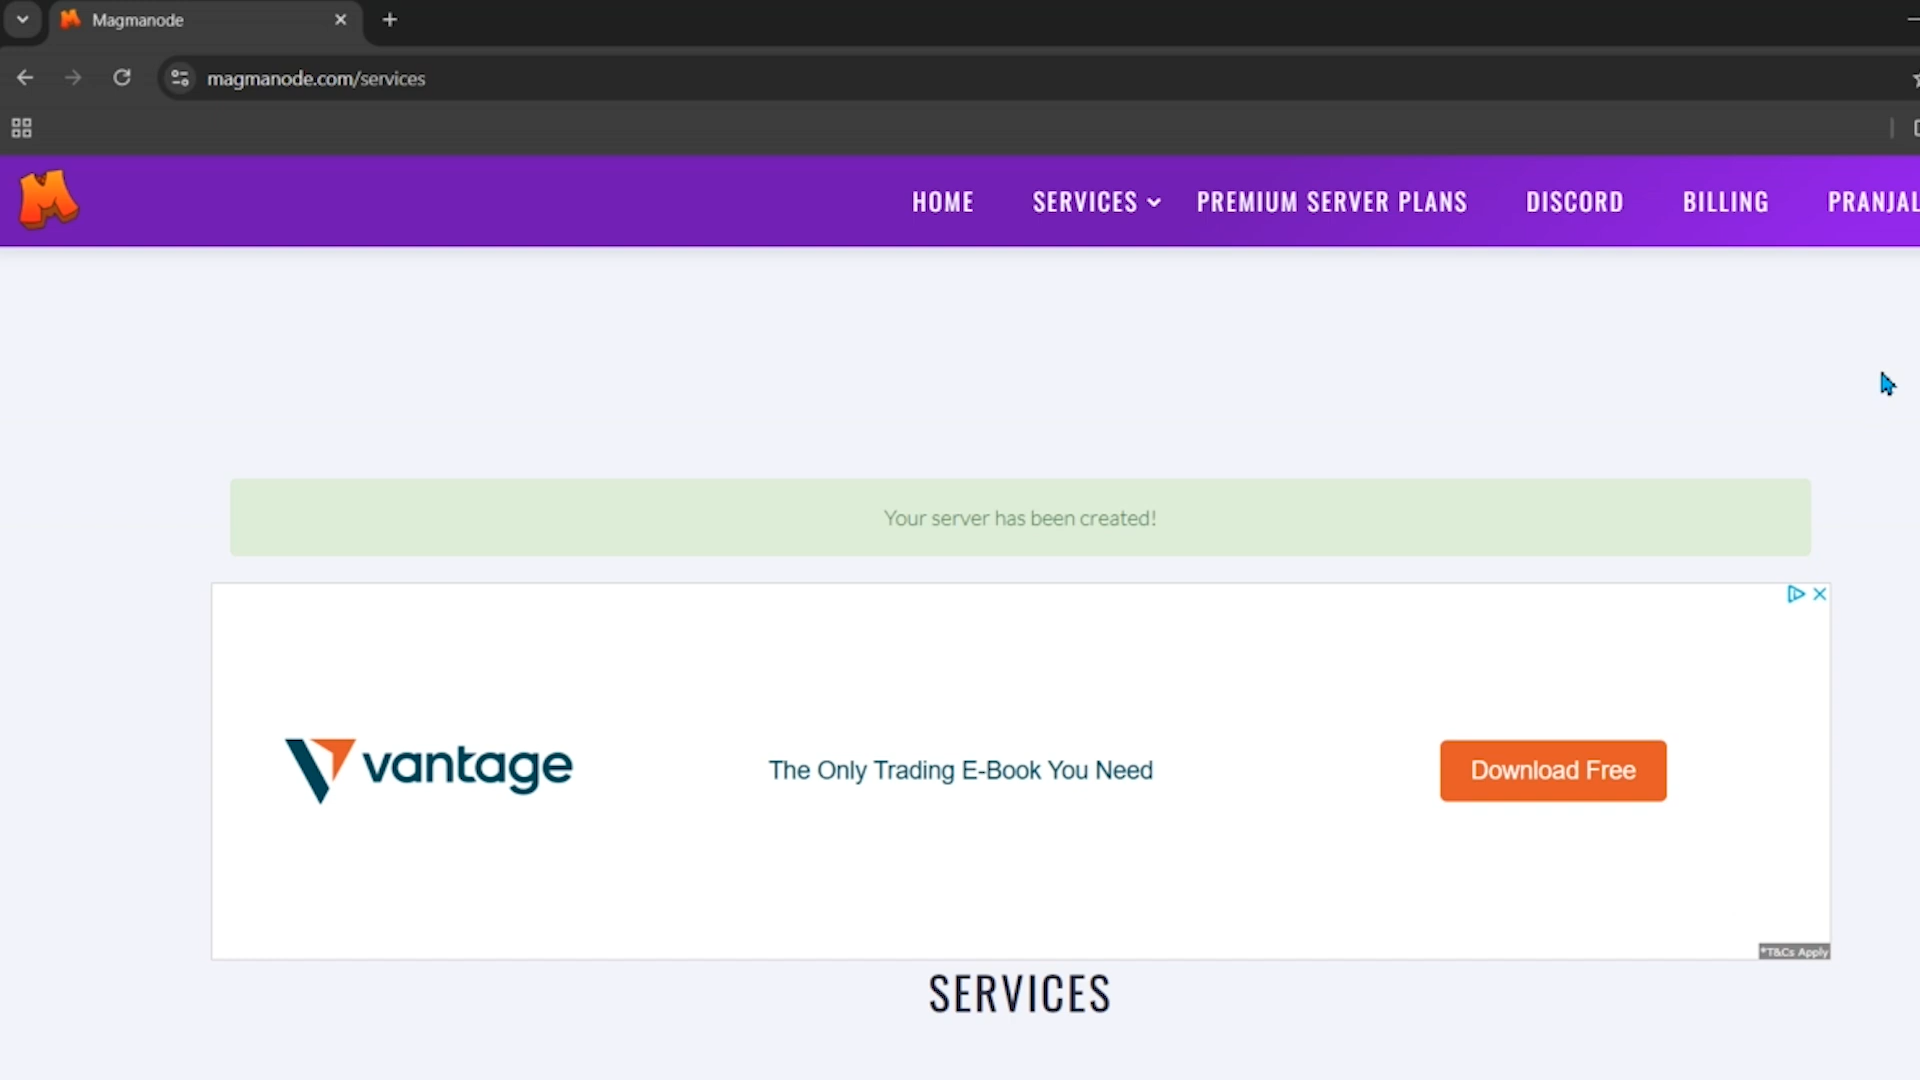 Magmanode
magmanode.com/services
HOME SERVICES PREMIUM SERVER PLANS DISCORD BILLING PRANJAL
Your server has been created!
vantage
The Only Trading E-Book You Need
Download Free
*T&Cs Apply
SERVICES